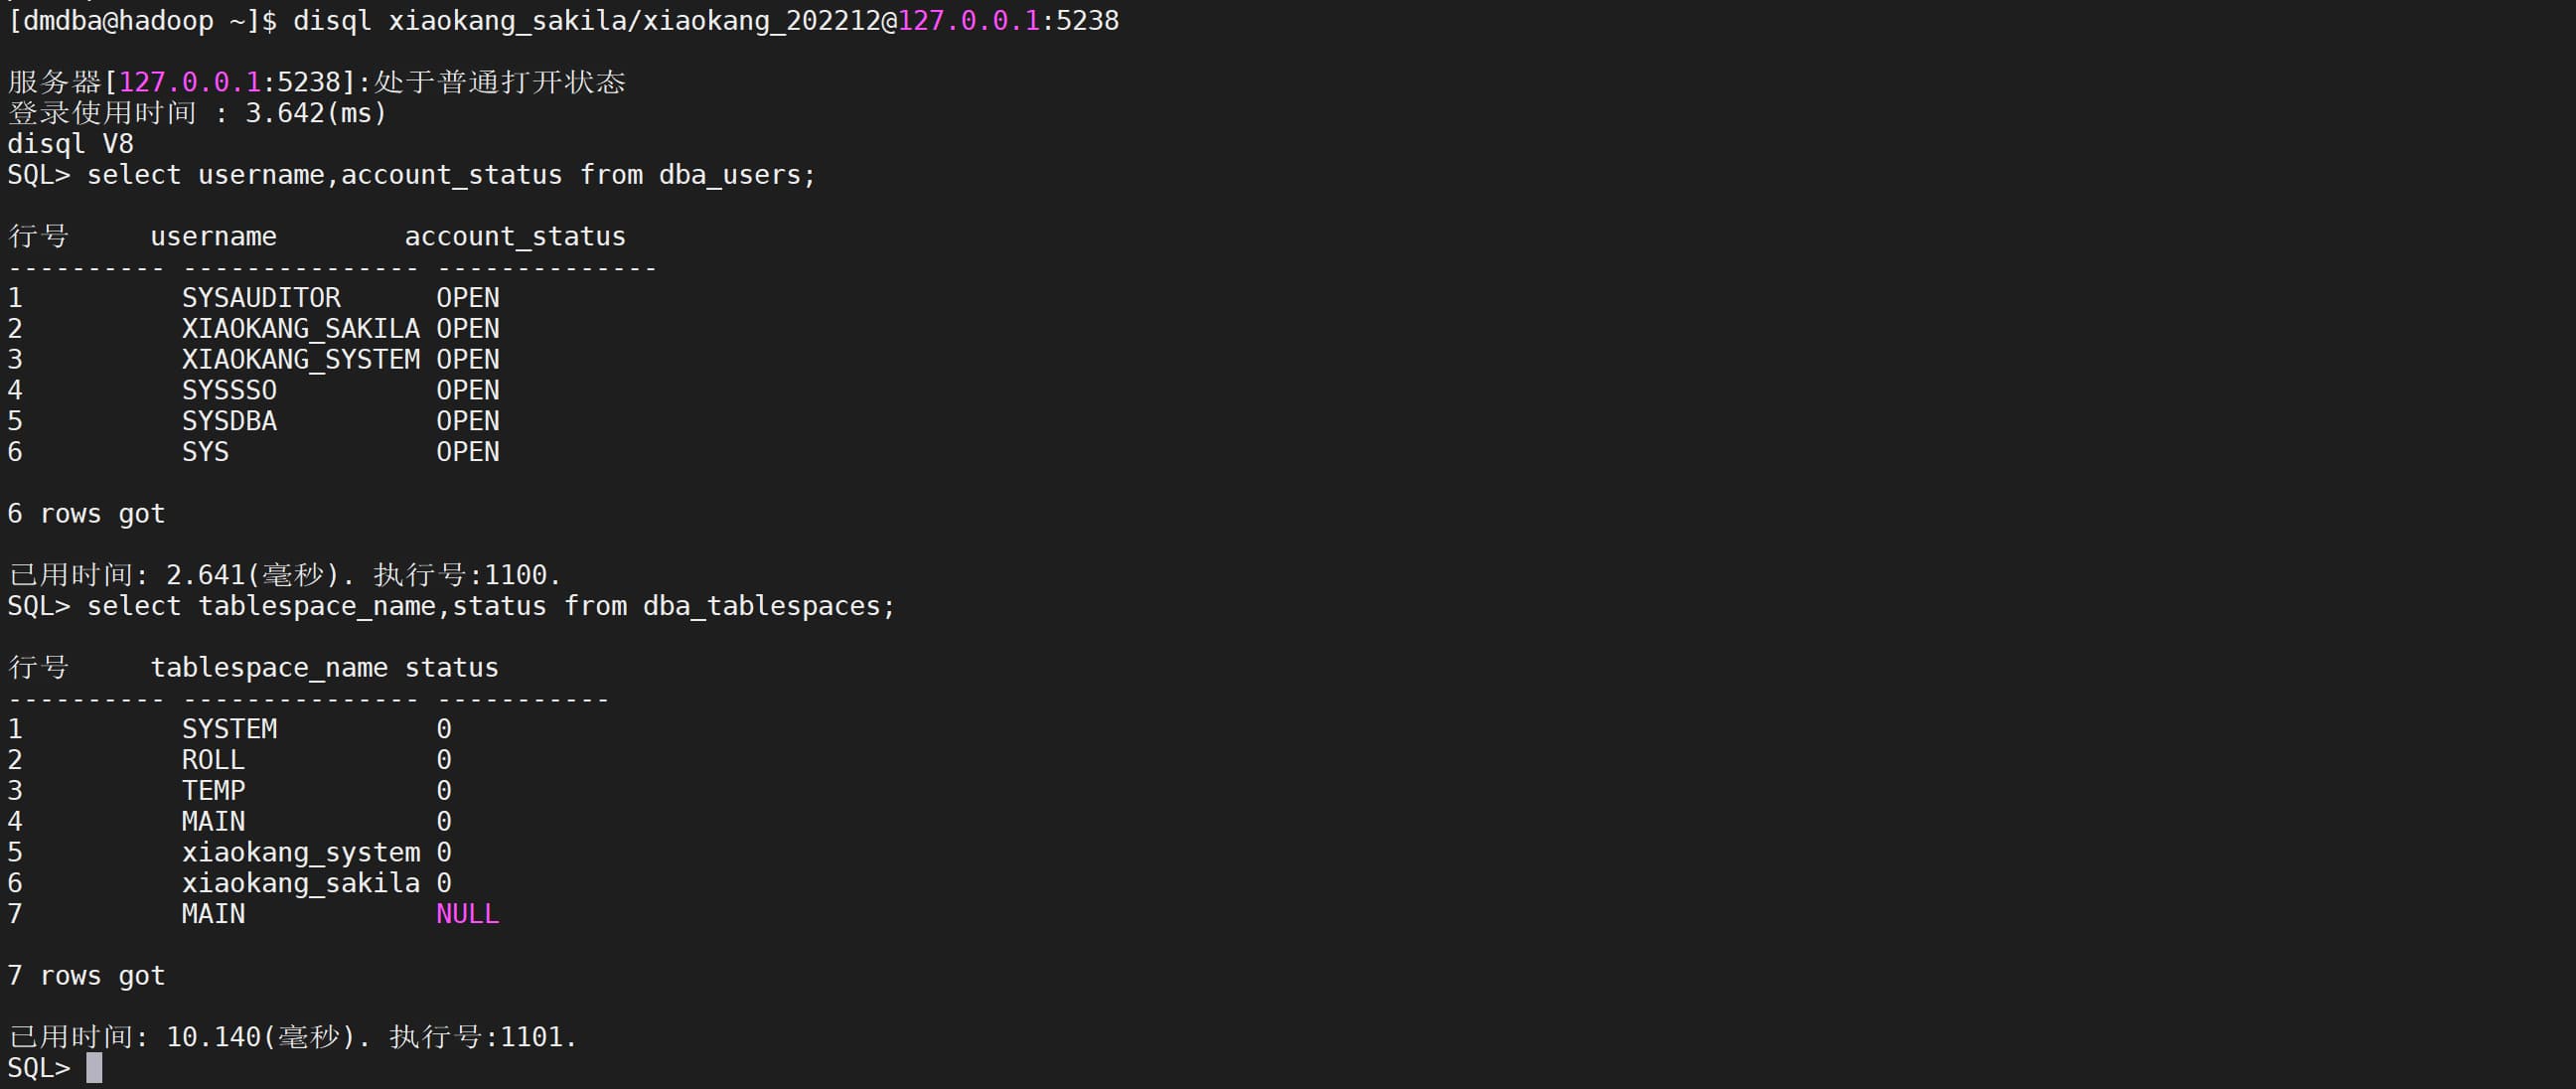 [dmdba@hadoop ~]$ disql xiaokang_sakila/xiaokang_202212@127.0.0.1:5238
服务器[127.0.0.1:5238]:处于普通打开状态
登录使用时间 : 3.642(ms)
disql V8
SQL> select username,account_status from dba_users;
行号     username        account_status
---------- --------------- --------------
1          SYSAUDITOR      OPEN
2          XIAOKANG_SAKILA OPEN
3          XIAOKANG_SYSTEM OPEN
4          SYSSSO          OPEN
5          SYSDBA          OPEN
6          SYS             OPEN
6 rows got
已用时间: 2.641(毫秒). 执行号:1100.
SQL> select tablespace_name,status from dba_tablespaces;
行号     tablespace_name status
---------- --------------- -----------
1          SYSTEM          0
2          ROLL            0
3          TEMP            0
4          MAIN            0
5          xiaokang_system 0
6          xiaokang_sakila 0
7          MAIN            NULL
7 rows got
已用时间: 10.140(毫秒). 执行号:1101.
SQL>